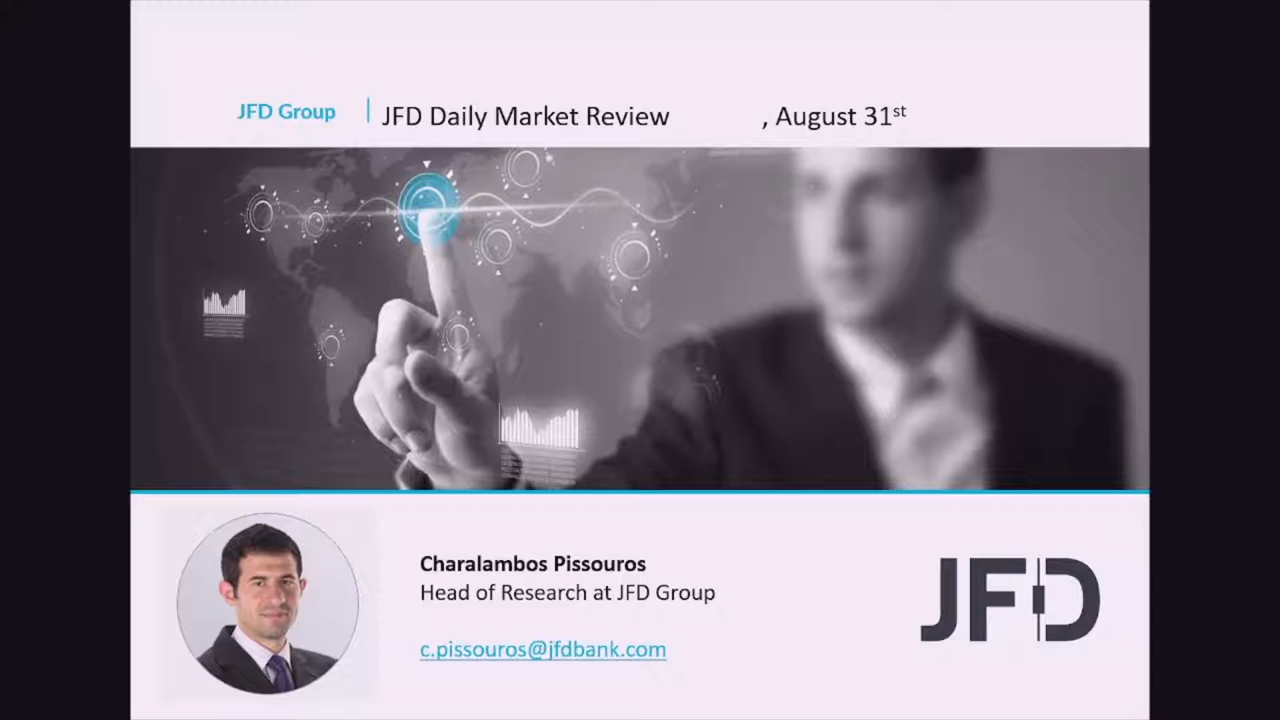 JFD Group
JFD Daily Market Review , August 31st
Charalambos Pissouros
Head of Research at JFD Group
c.pissouros@jfdbank.com
JFD